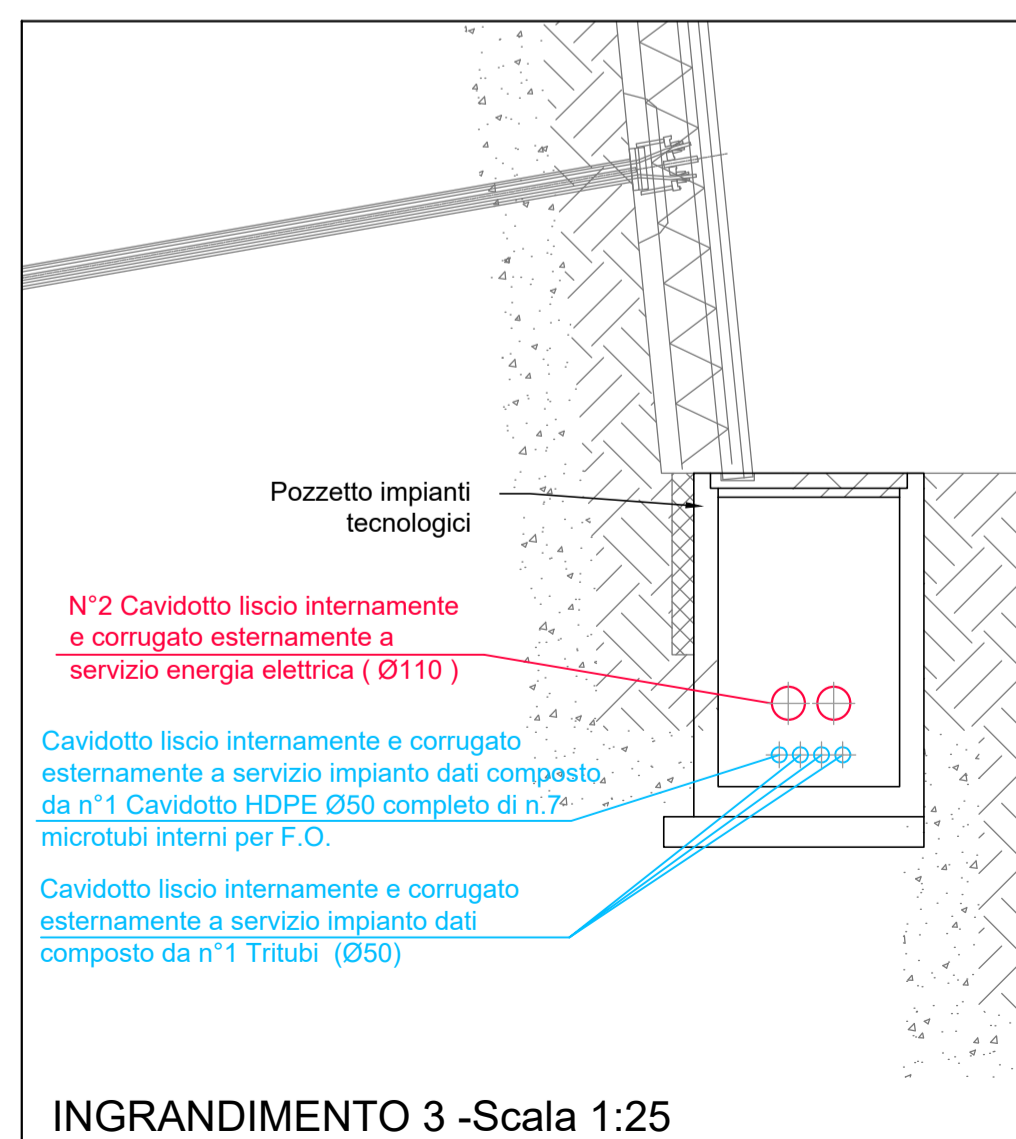 Pozzetto impianti
tecnologici
N°2 Cavidotto liscio internamente
e corrugato esternamente a
servizio energia elettrica ( Ø110 )
Cavidotto liscio internamente e corrugato
esternamente a servizio impianto dati composto
da n°1 Cavidotto HDPE Ø50 completo di n.7
microtubi interni per F.O.
Cavidotto liscio internamente e corrugato
esternamente a servizio impianto dati
composto da n°1 Tritubi (Ø50)
INGRANDIMENTO 3 -Scala 1:25